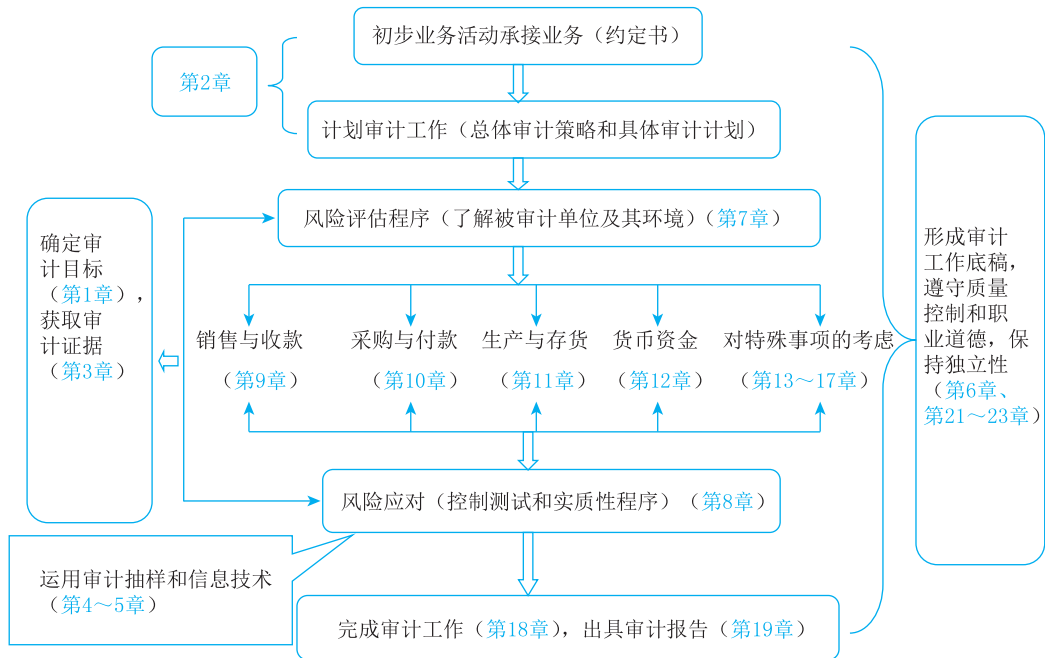 初步业务活动承接业务（约定书）
第2章
计划审计工作（总体审计策略和具体审计计划）
风险评估程序（了解被审计单位及其环境）（第7章）
确定审
计目标
（第1章），
获取审
计证据
（第3章）
销售与收款
（第9章）
采购与付款
（第10章）
生产与存货
（第11章）
货币资金
（第12章）
对特殊事项的考虑
（第13～17章）
形成审计
工作底稿，
遵守质量
控制和职
业道德，保
持独立性
（第6章、
第21～23章）
风险应对（控制测试和实质性程序）（第8章）
运用审计抽样和信息技术
（第4～5章）
完成审计工作（第18章），出具审计报告（第19章）